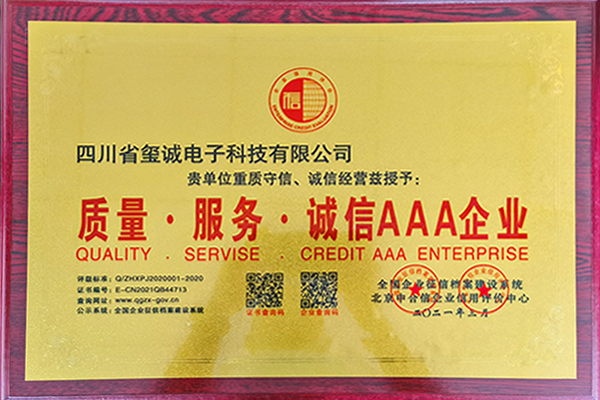 ENTERPRISE CREDIT EVALUATION
四川省玺诚电子科技有限公司
贵单位重质守信、诚信经营兹授予：
质量·服务·诚信AAA企业
QUALITY . SERVISE . CREDIT AAA ENTERPRISE
评级标准：Q/ZHXPJ2020001-2020
证书编号：E-CN2021Q844713
查询网址：www.qgzx-gov.cn
公示系统：全国企业征信档案建设系统
证书查询码
企业查询码
全国企业征信档案建设系统
北京中合信企业信用评价中心
二〇二一年三月